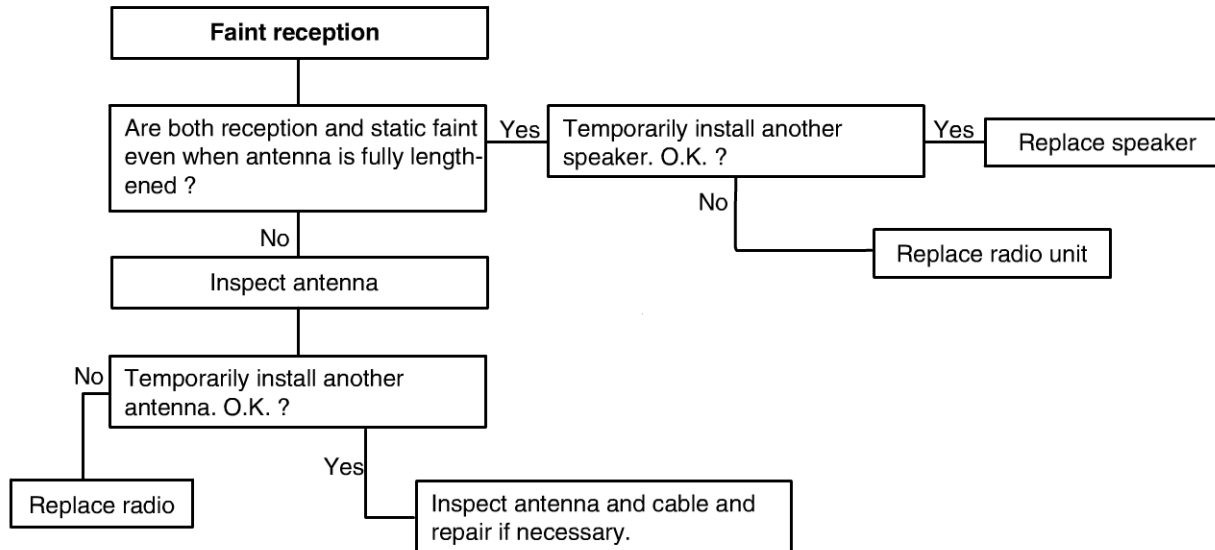 Faint reception
Are both reception and static faint
even when antenna is fully length-
ened ?
Yes
Temporarily install another
speaker. O.K. ?
Yes
Replace speaker
No
Replace radio unit
No
Inspect antenna
No
Temporarily install another
antenna. O.K. ?
Yes
Replace radio
Inspect antenna and cable and
repair if necessary.